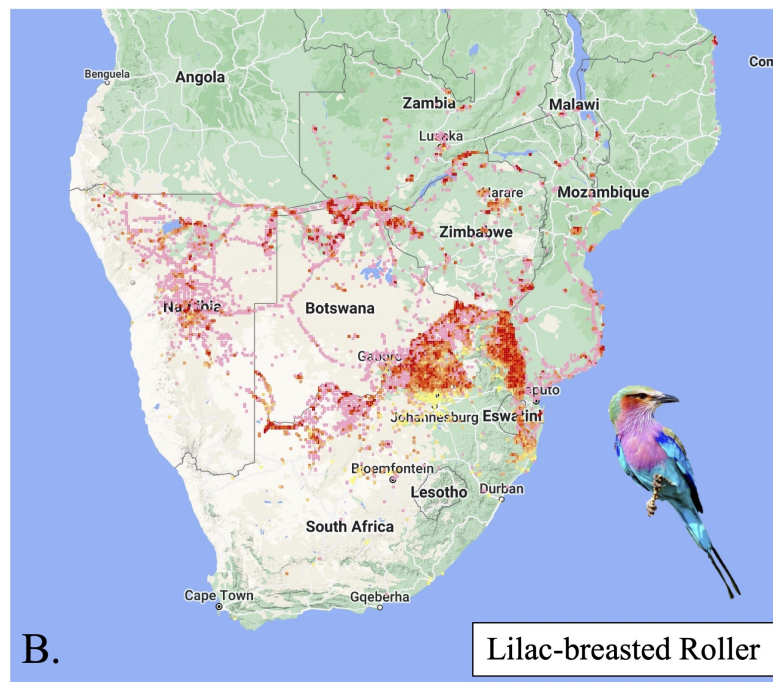 Benguela
Angola
Com
Zambia
Malawi
Lusaka
Harare
Mozambique
Zimbabwe
Namibia
Botswana
Gaboro
aputo
Johannesburg
Eswatini
Bloemfontein
Lesotho
Durban
South Africa
Cape Town
Gqeberha
B.
Lilac-breasted Roller